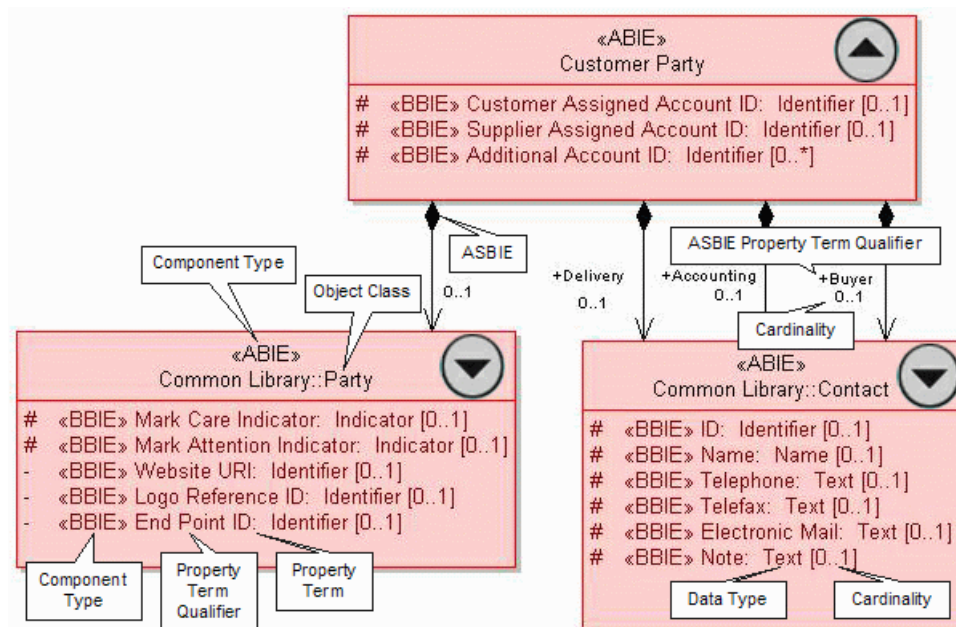 «ABIE»
Customer Party
# «BBIE» Customer Assigned Account ID: Identifier [0..1]
# «BBIE» Supplier Assigned Account ID: Identifier [0..1]
# «BBIE» Additional Account ID: Identifier [0..*]
ASBIE
ASBIE Property Term Qualifier
Component Type
Object Class
0..1
+Delivery
0..1
+Accounting
0..1
+Buyer
0..1
Cardinality
«ABIE»
Common Library::Party
# «BBIE» Mark Care Indicator: Indicator [0..1]
# «BBIE» Mark Attention Indicator: Indicator [0..1]
- «BBIE» Website URI: Identifier [0..1]
- «BBIE» Logo Reference ID: Identifier [0..1]
- «BBIE» End Point ID: Identifier [0..1]
Component
Type
Property
Term
Qualifier
Property
Term
«ABIE»
Common Library::Contact
# «BBIE» ID: Identifier [0..1]
# «BBIE» Name: Name [0..1]
# «BBIE» Telephone: Text [0..1]
# «BBIE» Telefax: Text [0..1]
# «BBIE» Electronic Mail: Text [0..1]
# «BBIE» Note: Text [0..1]
Data Type
Cardinality